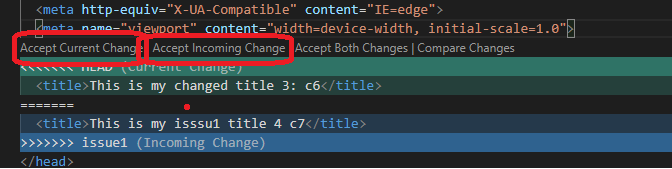 <meta http-equiv="X-UA-Compatible" content="IE=edge">
<meta name="viewport" content="width=device-width, initial-scale=1.0">
Accept Current Change | Accept Incoming Change | Accept Both Changes | Compare Changes
<<<<<<< HEAD (Current Change)
<title>This is my changed title 3: c6</title>
=======
<title>This is my isssu1 title 4 c7</title>
>>>>>>> issue1 (Incoming Change)
</head>